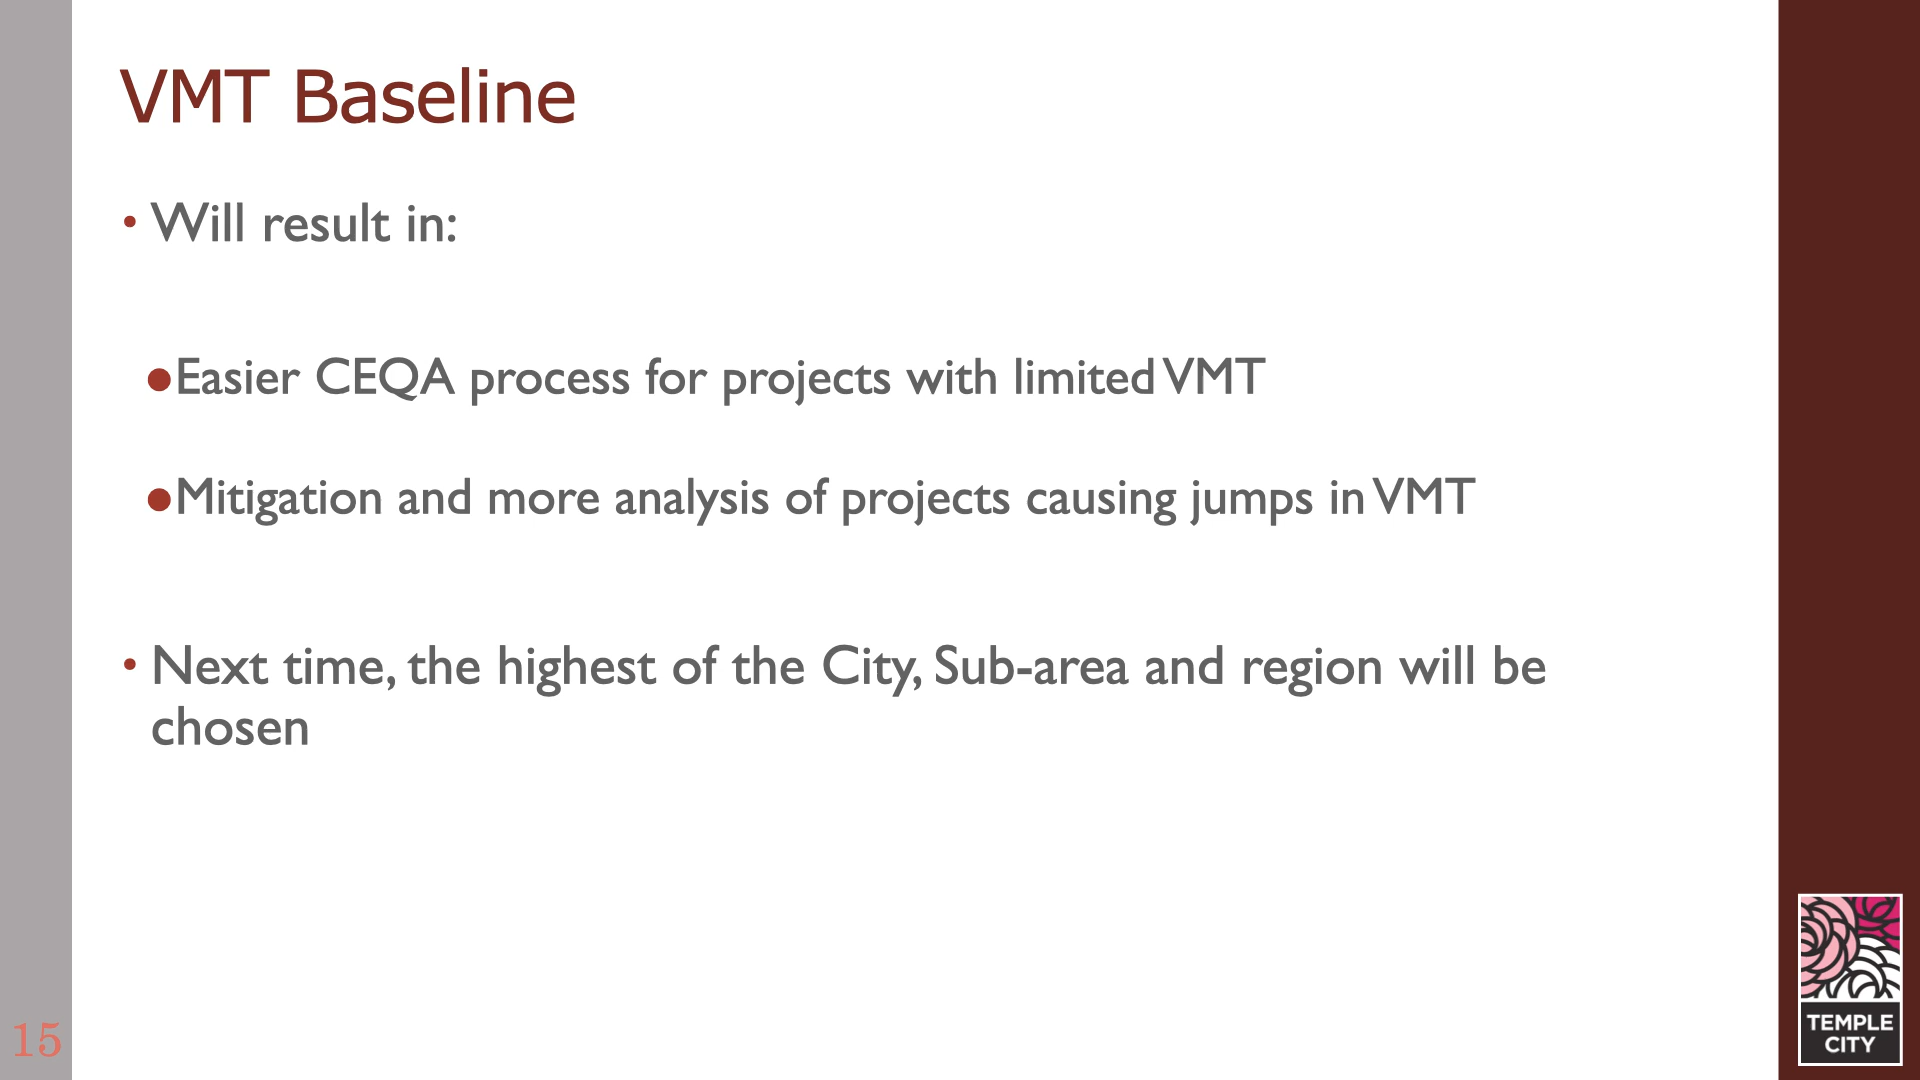 VMT Baseline
• Will result in:
●Easier CEQA process for projects with limited VMT
●Mitigation and more analysis of projects causing jumps in VMT
• Next time, the highest of the City, Sub-area and region will be
chosen
15
TEMPLE
CITY